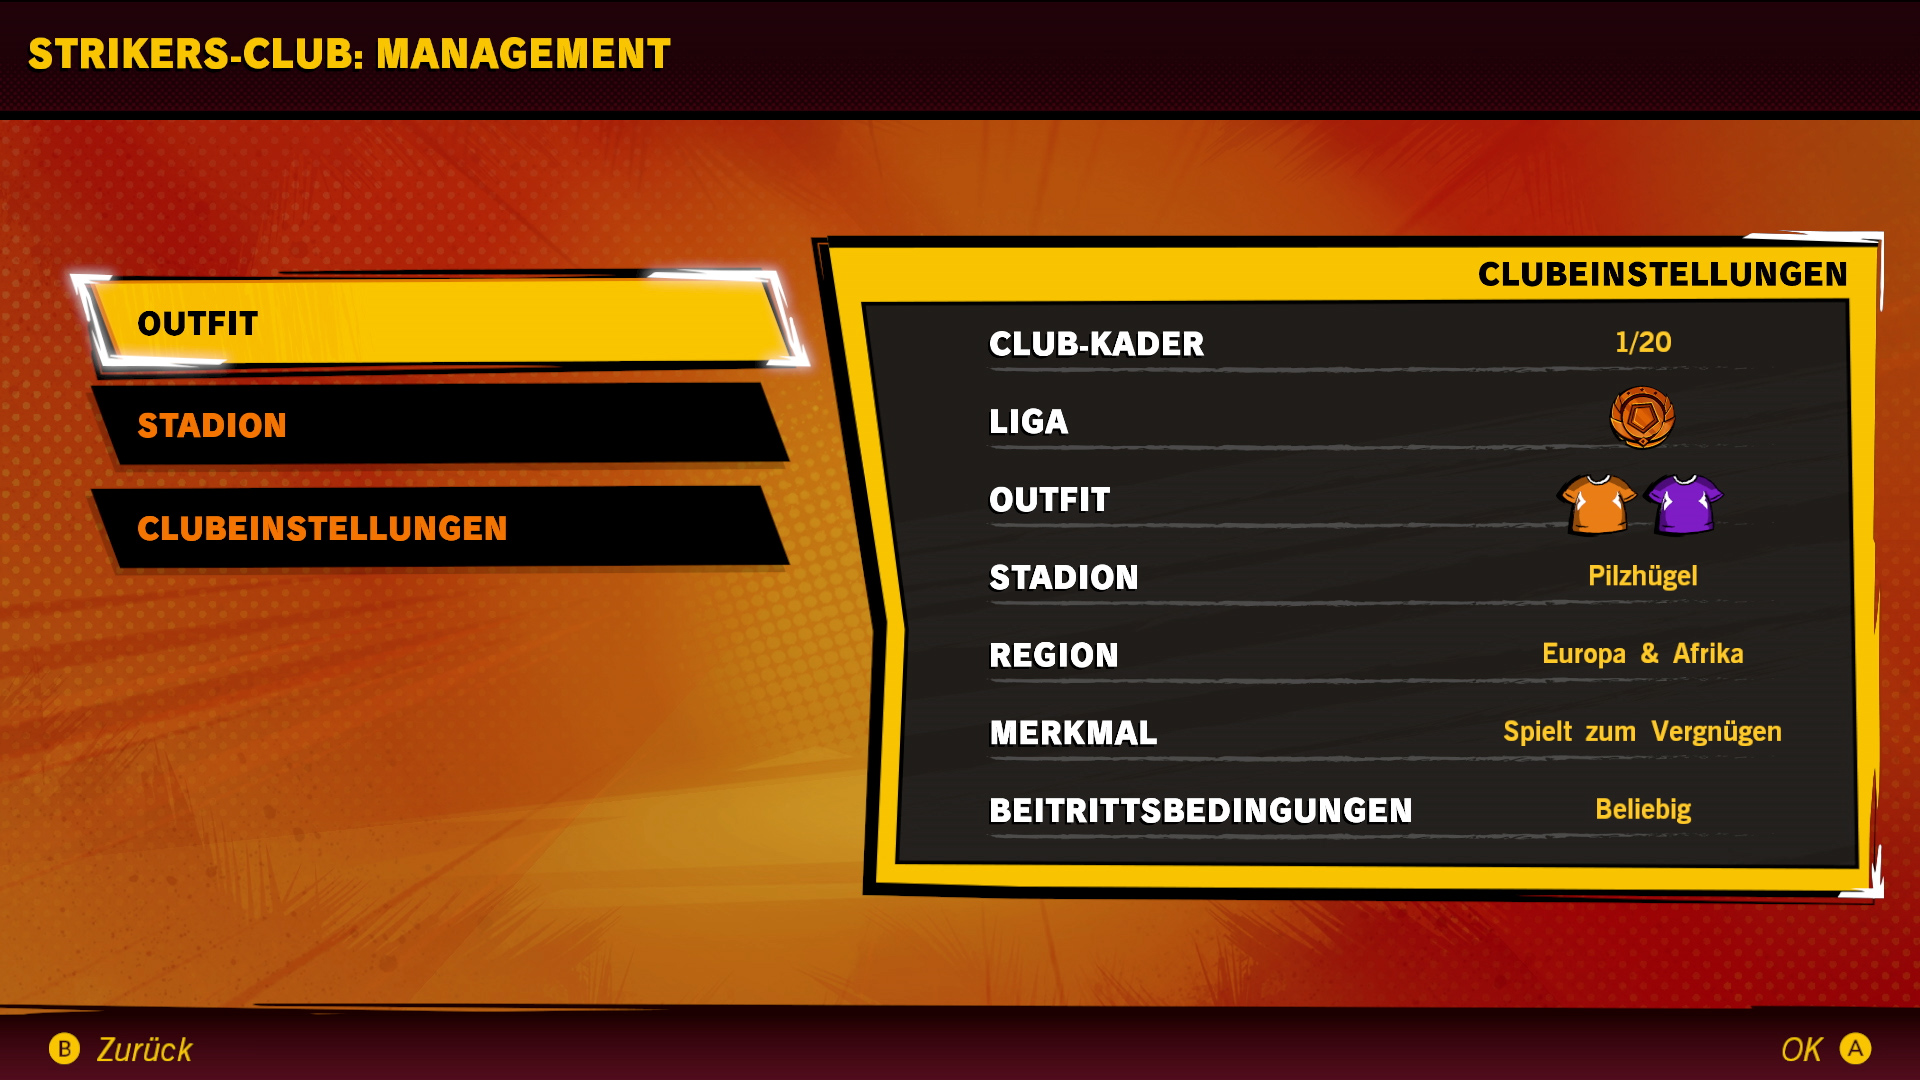 STRIKERS-CLUB: MANAGEMENT
OUTFIT
STADION
CLUBEINSTELLUNGEN
CLUBEINSTELLUNGEN
CLUB-KADER 1/20
LIGA
OUTFIT
STADION Pilzhügel
REGION Europa & Afrika
MERKMAL Spielt zum Vergnügen
BEITRITTSBEDINGUNGEN Beliebig
B Zurück
OK A